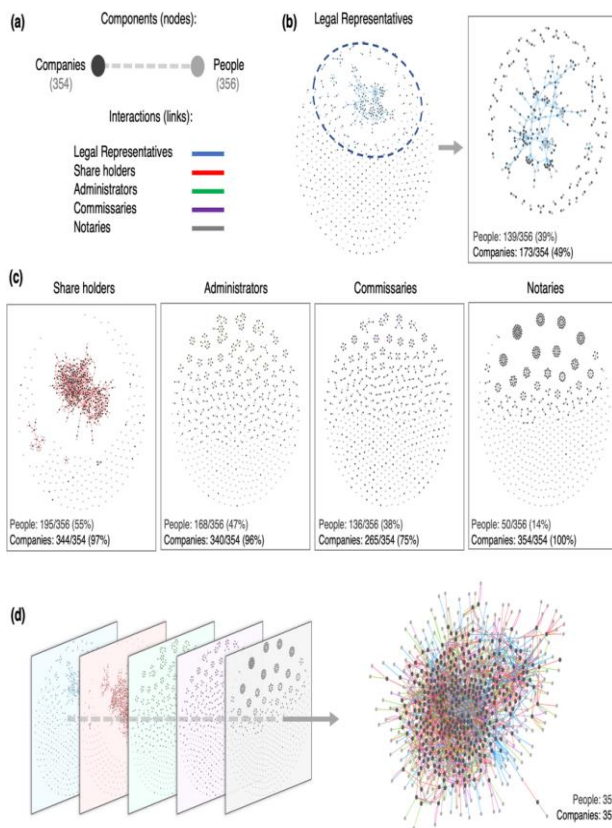 (a)
Components (nodes):
Companies
(354)
People
(356)
Interactions (links):
Legal Representatives
Share holders
Administrators
Commissaries
Notaries
(b)
Legal Representatives
People: 139/356 (39%)
Companies: 173/354 (49%)
(c)
Share holders
People: 195/356 (55%)
Companies: 344/354 (97%)
Administrators
People: 168/356 (47%)
Companies: 340/354 (96%)
Commissaries
People: 136/356 (38%)
Companies: 265/354 (75%)
Notaries
People: 50/356 (14%)
Companies: 354/354 (100%)
(d)
People: 35
Companies: 35